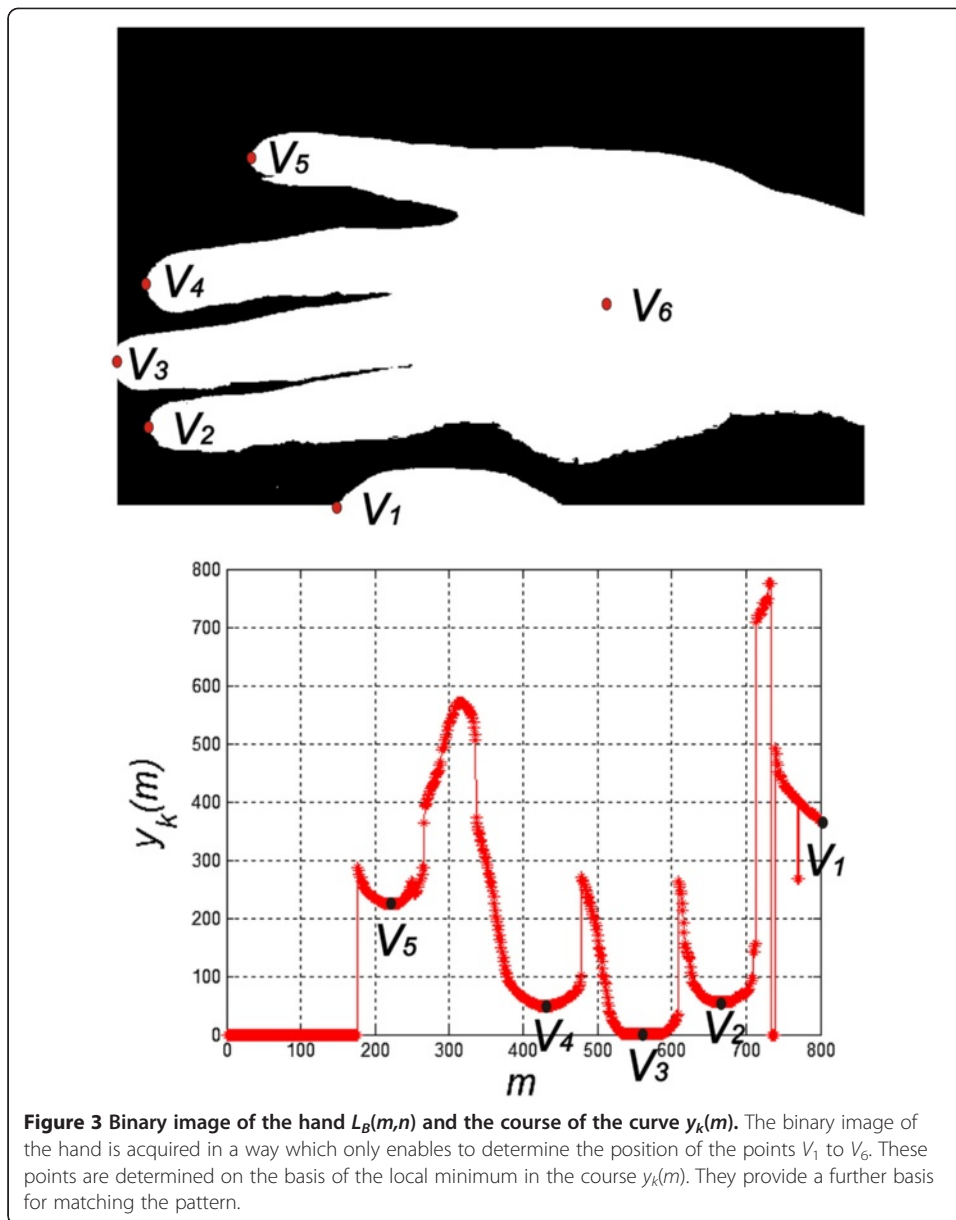 V5
V4
V6
V3
V2
V1
800
700
600
500
400
300
200
100
0
yk(m)
V5
V4
V3
V2
V1
0 100 200 300 400 500 600 700 800
m
Figure 3 Binary image of the hand LB(m,n) and the course of the curve yk(m). The binary image of
the hand is acquired in a way which only enables to determine the position of the points V1 to V6. These
points are determined on the basis of the local minimum in the course yk(m). They provide a further basis
for matching the pattern.